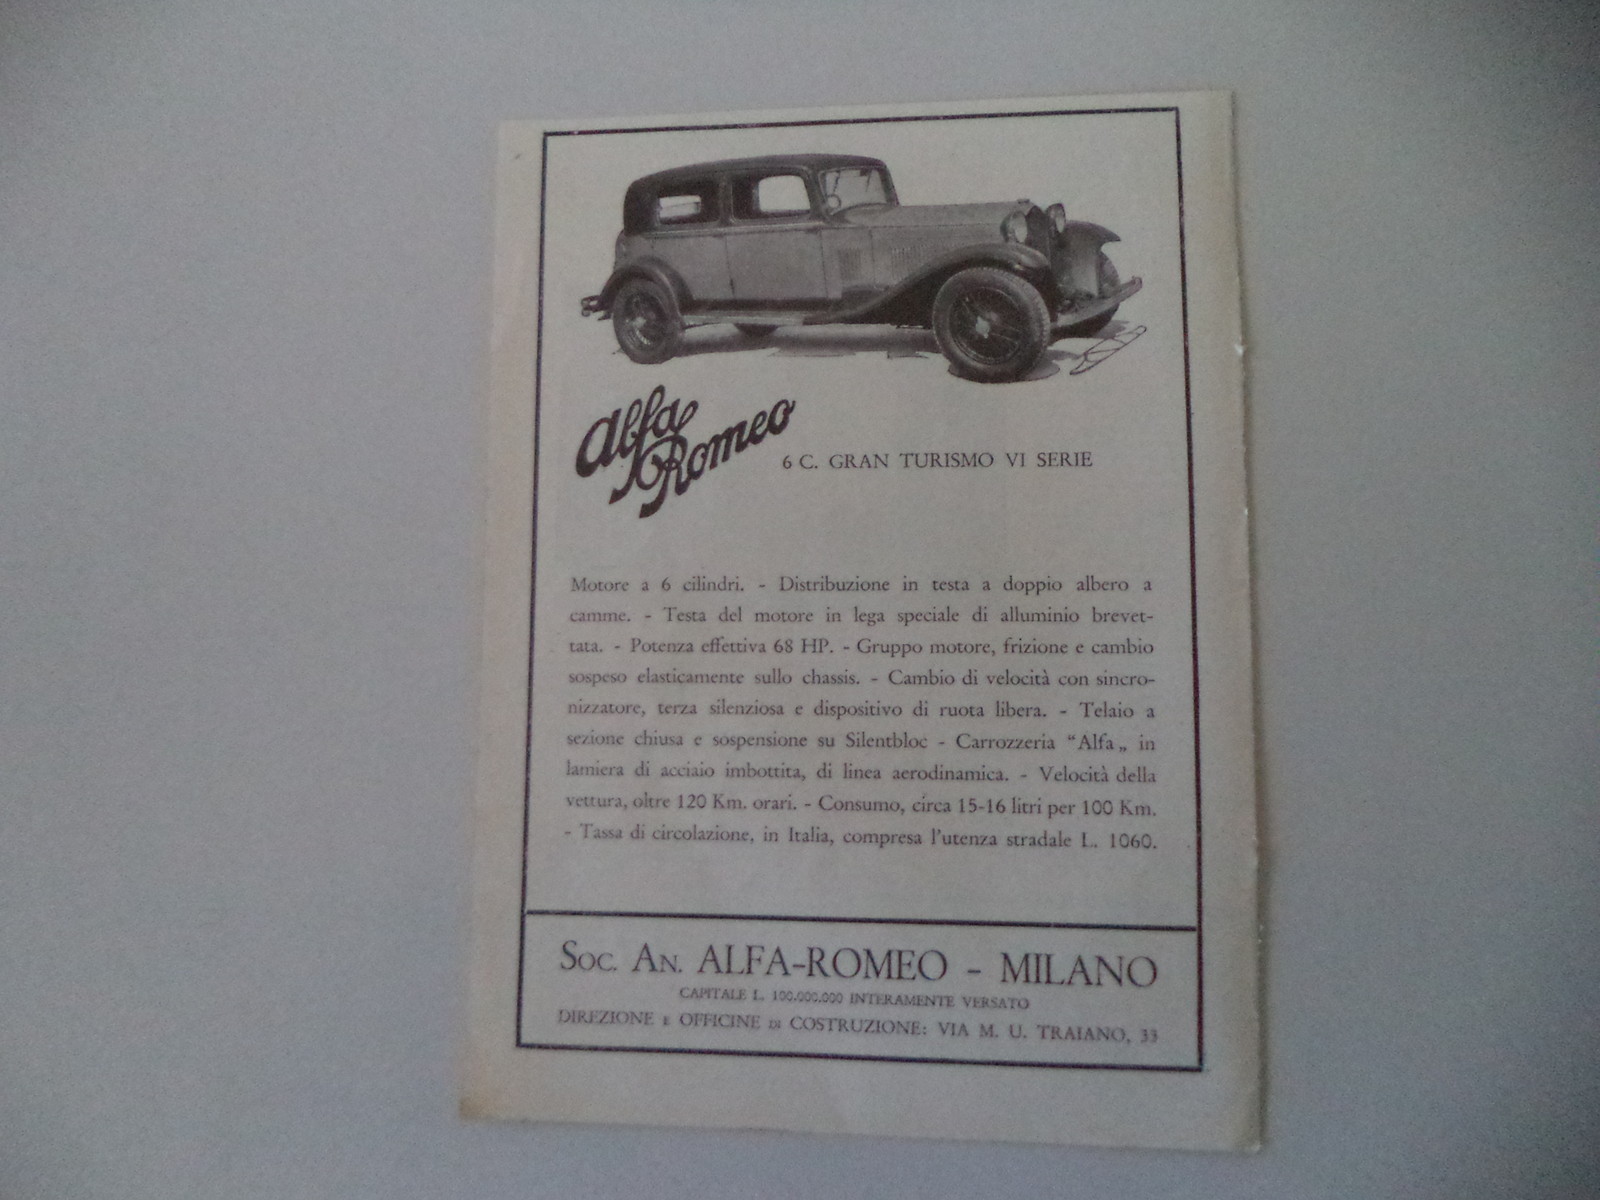 Alfa
Romeo
6 C. GRAN TURISMO VI SERIE
Motore a 6 cilindri. - Distribuzione in testa a doppio albero a
camme. - Testa del motore in lega speciale di alluminio brevet-
tata. - Potenza effettiva 68 HP. - Gruppo motore, frizione e cambio
sospeso elasticamente sullo chassis. - Cambio di velocità con sincro-
nizzatore, terza silenziosa e dispositivo di ruota libera. - Telaio a
sezione chiusa e sospensione su Silentbloc - Carrozzeria “Alfa„ in
lamiera di acciaio imbottita, di linea aerodinamica. - Velocità della
vettura, oltre 120 Km. orari. - Consumo, circa 15-16 litri per 100 Km.
- Tassa di circolazione, in Italia, compresa l'utenza stradale L. 1060.
Soc. An. ALFA-ROMEO - MILANO
CAPITALE L. 100.000.000 INTERAMENTE VERSATO
DIREZIONE E OFFICINE DI COSTRUZIONE: VIA M. U. TRAIANO, 33